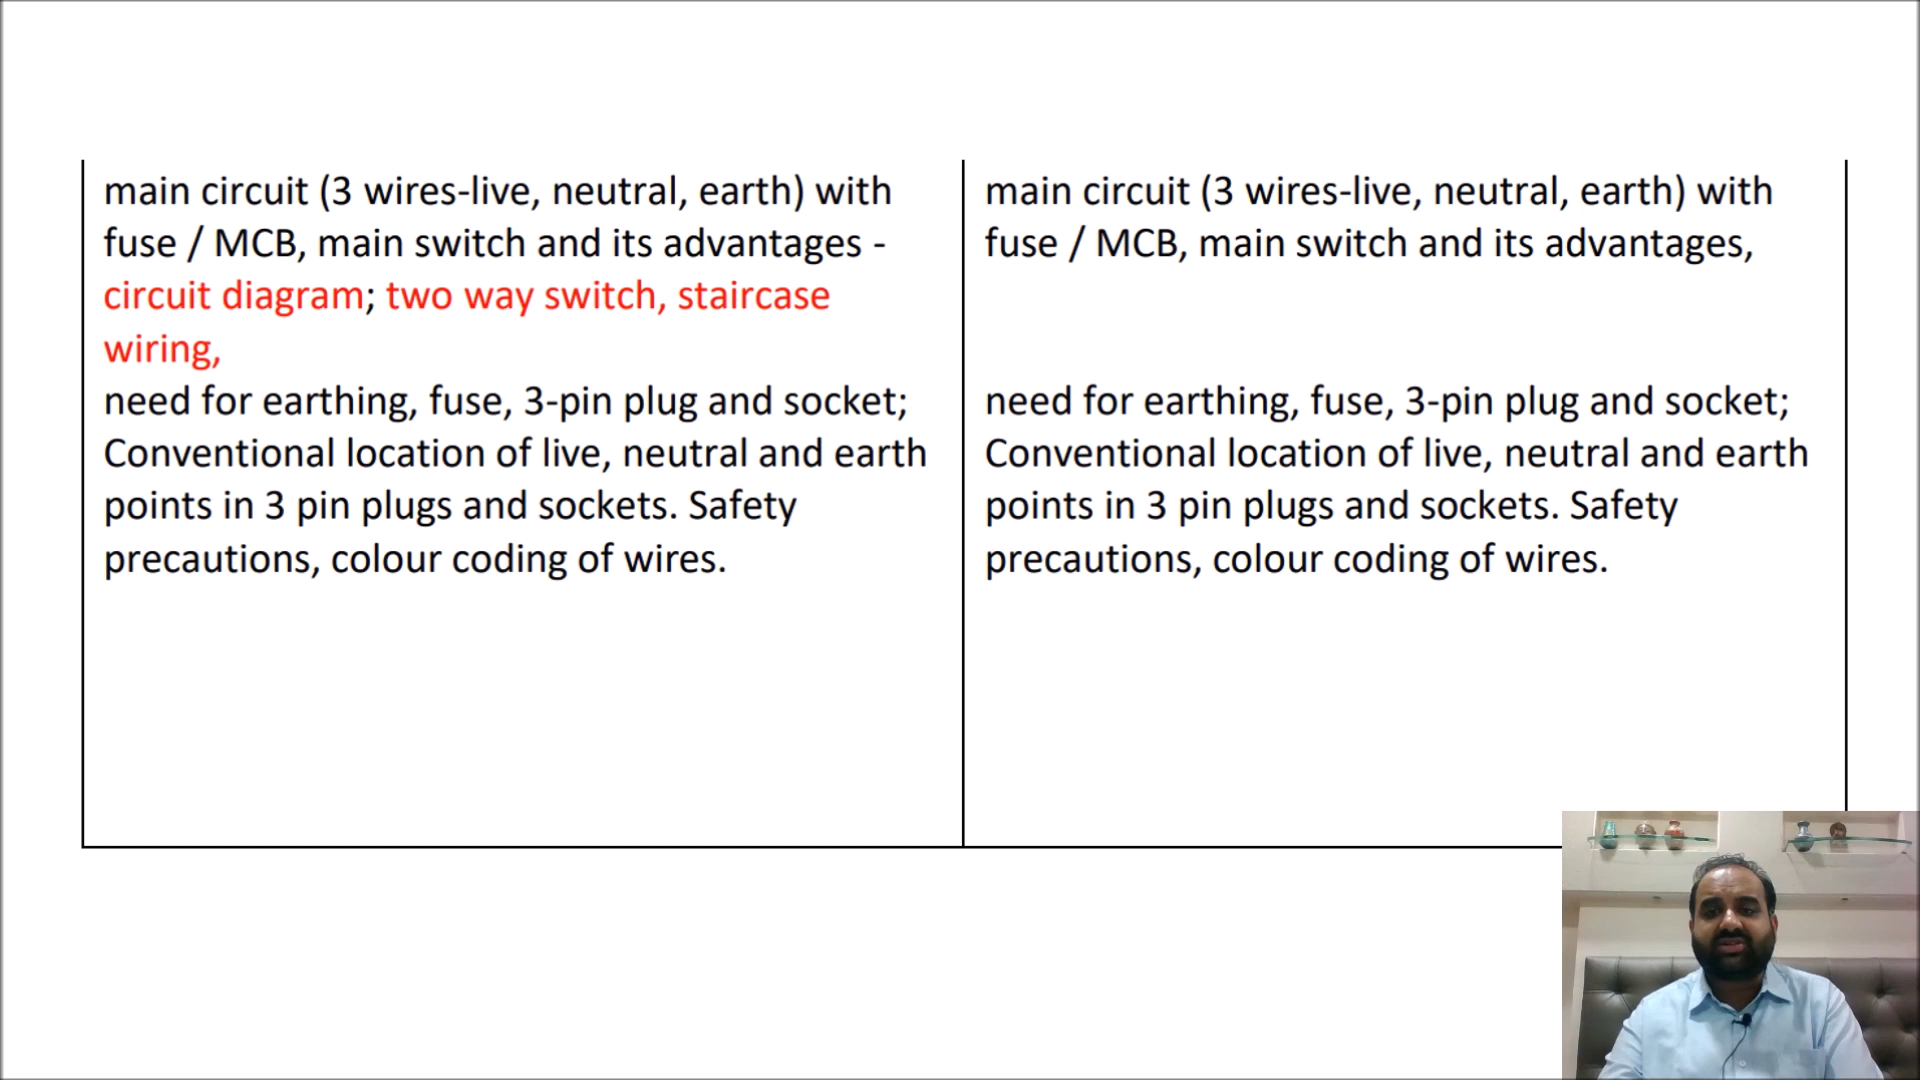 main circuit (3 wires-live, neutral, earth) with
fuse / MCB, main switch and its advantages -
circuit diagram; two way switch, staircase
wiring,
need for earthing, fuse, 3-pin plug and socket;
Conventional location of live, neutral and earth
points in 3 pin plugs and sockets. Safety
precautions, colour coding of wires.
main circuit (3 wires-live, neutral, earth) with
fuse / MCB, main switch and its advantages,
need for earthing, fuse, 3-pin plug and socket;
Conventional location of live, neutral and earth
points in 3 pin plugs and sockets. Safety
precautions, colour coding of wires.